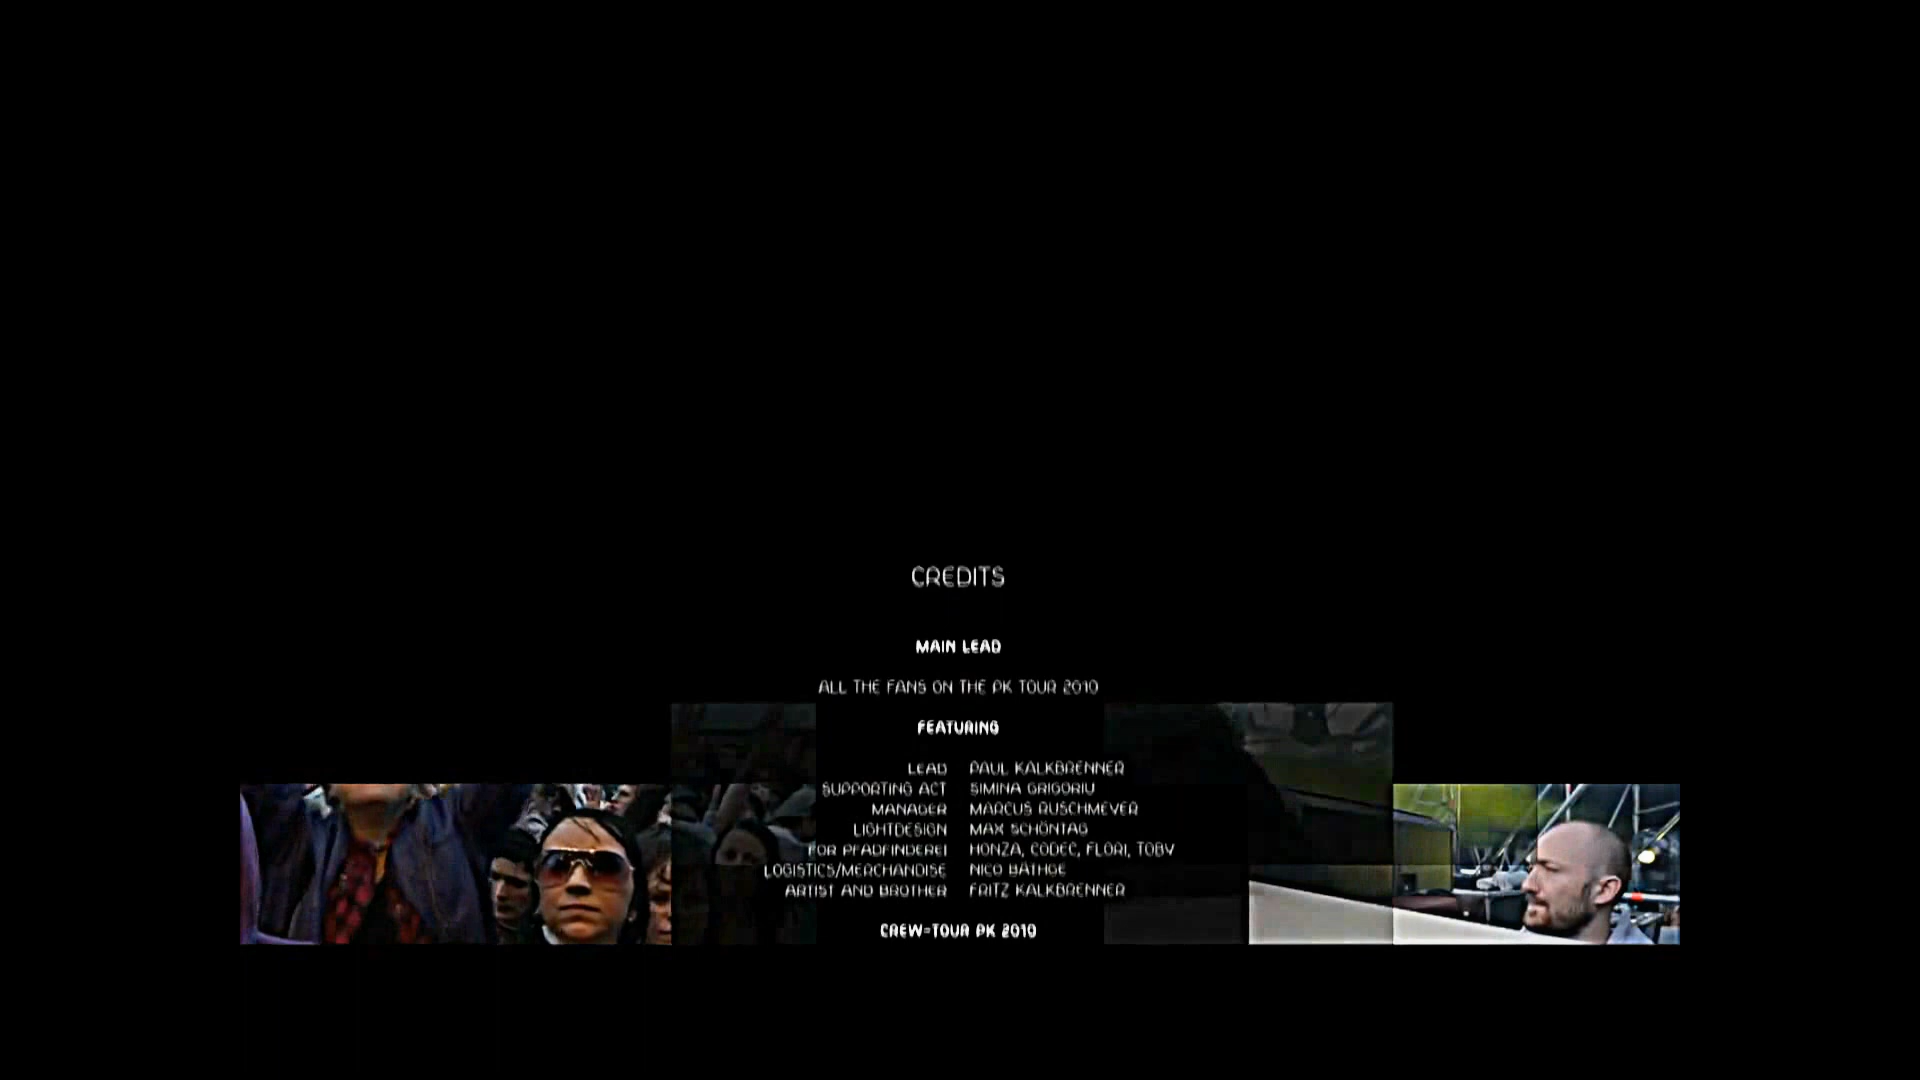 CREDITS
MAIN LEAD
ALL THE FANS ON THE PK TOUR 2010
FEATURING
LEAD PAUL KALKBRENNER
SUPPORTING ACT SIMINA GRIGORIU
MANAGER MARCUS RUSCHMEYER
LIGHTDESIGN MAX SCHÖNTAG
FOR PFADFINDEREI HONZA, CODEC, FLORI, TOBY
LOGISTICS/MERCHANDISE NICO BÄTHGE
ARTIST AND BROTHER FRITZ KALKBRENNER
CREW-TOUR PK 2010